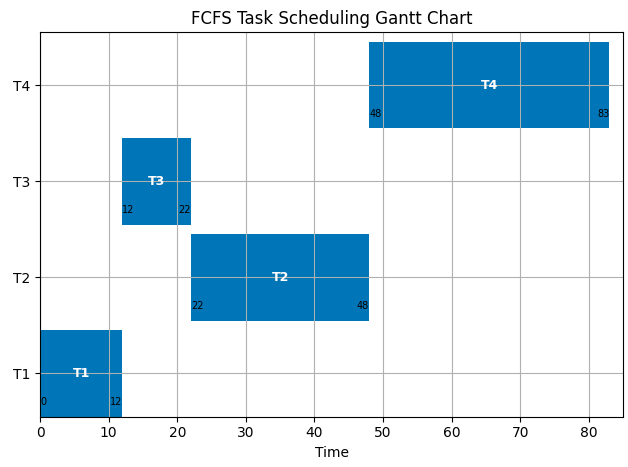 FCFS Task Scheduling Gantt Chart
T4
T4
48 83
T3
T3
12 22
T2
T2
22 48
T1
T1
0 12
0 10 20 30 40 50 60 70 80
Time